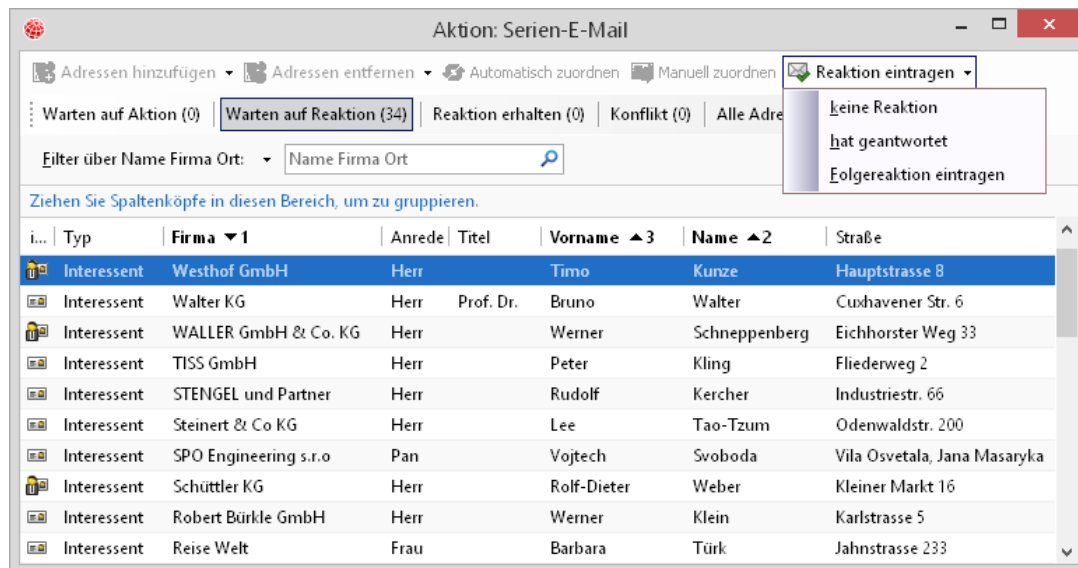 Aktion: Serien-E-Mail
Adressen hinzufügen Adressen entfernen Automatisch zuordnen Manuell zuordnen Reaktion eintragen
Warten auf Aktion (0) Warten auf Reaktion (34) Reaktion erhalten (0) Konflikt (0) Alle Adre
keine Reaktion
hat geantwortet
Folgereaktion eintragen
Filter über Name Firma Ort: Name Firma Ort
Ziehen Sie Spaltenköpfe in diesen Bereich, um zu gruppieren.
i... Typ Firma ▼1 Anrede Titel Vorname ▲3 Name ▲2 Straße
Interessent Westhof GmbH Herr Timo Kunze Hauptstrasse 8
Interessent Walter KG Herr Prof. Dr. Bruno Walter Cuxhavener Str. 6
Interessent WALLER GmbH & Co. KG Herr Werner Schneppenberg Eichhorster Weg 33
Interessent TISS GmbH Herr Peter Kling Fliederweg 2
Interessent STENGEL und Partner Herr Rudolf Kercher Industriestr. 66
Interessent Steinert & Co KG Herr Lee Tao-Tzum Odenwaldstr. 200
Interessent SPO Engineering s.r.o Pan Vojtech Svoboda Vila Osvetala, Jana Masaryka
Interessent Schüttler KG Herr Rolf-Dieter Weber Kleiner Markt 16
Interessent Robert Bürkle GmbH Herr Werner Klein Karlstrasse 5
Interessent Reise Welt Frau Barbara Türk Jahnstrasse 233